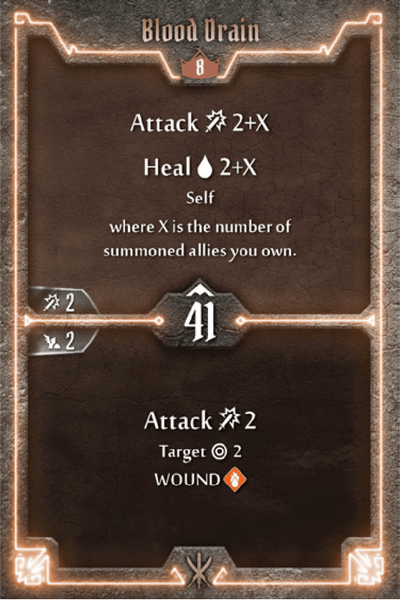 Blood Drain
8
Attack 2+X
Heal 2+X
Self
where X is the number of
summoned allies you own.
2
41
2
Attack 2
Target 2
WOUND